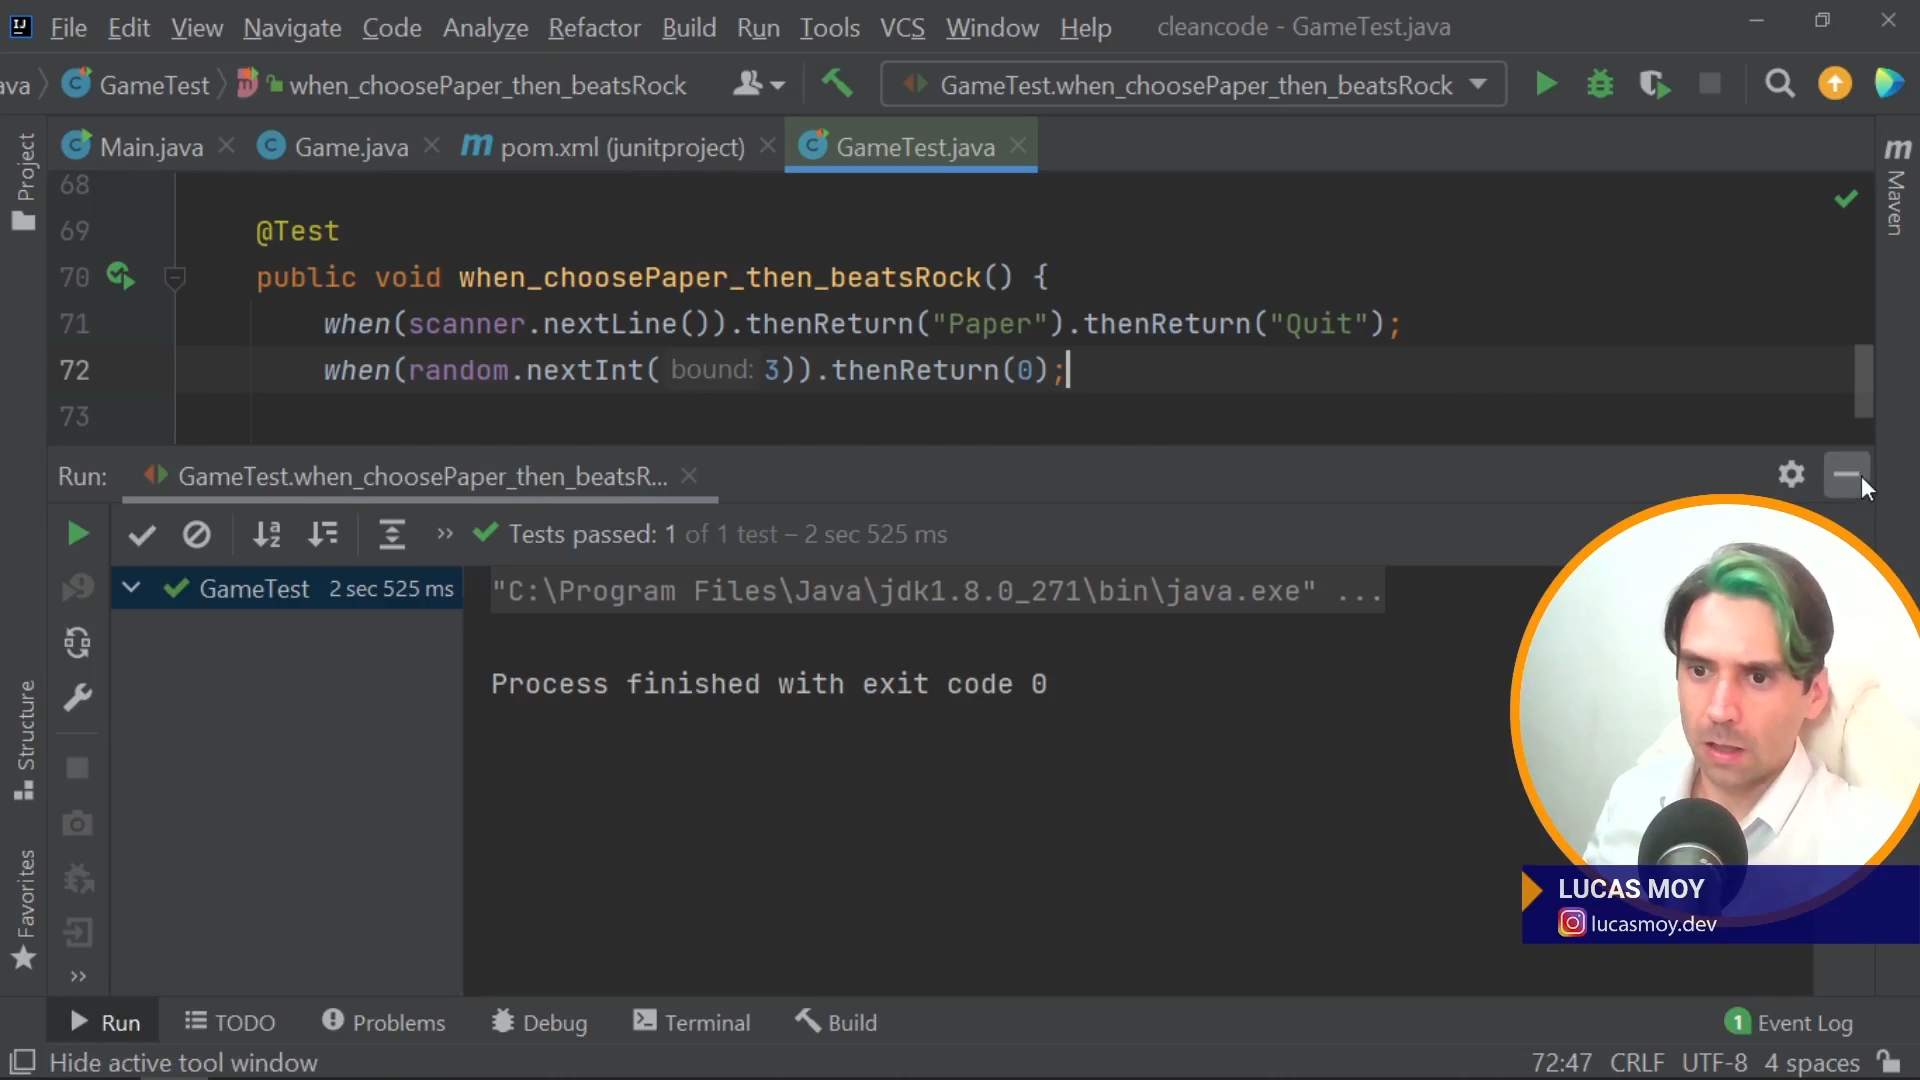 File Edit View Navigate Code Analyze Refactor Build Run Tools VCS Window Help cleancode - GameTest.java
ava GameTest when_choosePaper_then_beatsRock GameTest.when_choosePaper_then_beatsRock
Main.java Game.java pom.xml (junitproject) GameTest.java
Project
Maven
68
69 @Test
70 public void when_choosePaper_then_beatsRock() {
71 when(scanner.nextLine()).thenReturn("Paper").thenReturn("Quit");
72 when(random.nextInt( bound: 3)).thenReturn(0);
73
Run: GameTest.when_choosePaper_then_beatsR...
Tests passed: 1 of 1 test – 2 sec 525 ms
GameTest 2 sec 525 ms
"C:\Program Files\Java\jdk1.8.0_271\bin\java.exe" ...
Process finished with exit code 0
Structure
Favorites
LUCAS MOY
lucasmoy.dev
Run TODO Problems Debug Terminal Build 1 Event Log
Hide active tool window 72:47 CRLF UTF-8 4 spaces